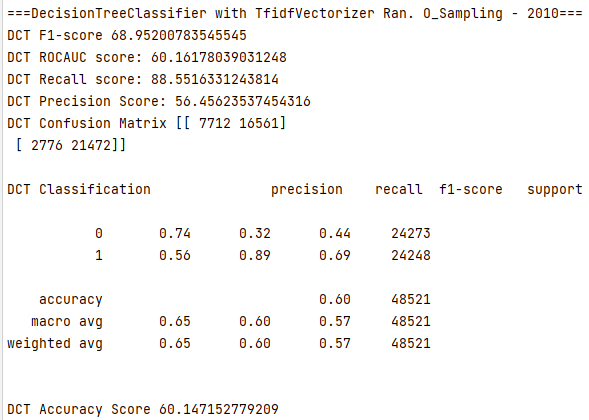 ===DecisionTreeClassifier with TfidfVectorizer Ran. O_Sampling - 2010===
DCT F1-score 68.95200783545545
DCT ROCAUC score: 60.16178039031248
DCT Recall score: 88.5516331243814
DCT Precision Score: 56.45623537454316
DCT Confusion Matrix [[ 7712 16561]
[ 2776 21472]]
DCT Classification precision recall f1-score support
0 0.74 0.32 0.44 24273
1 0.56 0.89 0.69 24248
accuracy 0.60 48521
macro avg 0.65 0.60 0.57 48521
weighted avg 0.65 0.60 0.57 48521
DCT Accuracy Score 60.147152779209